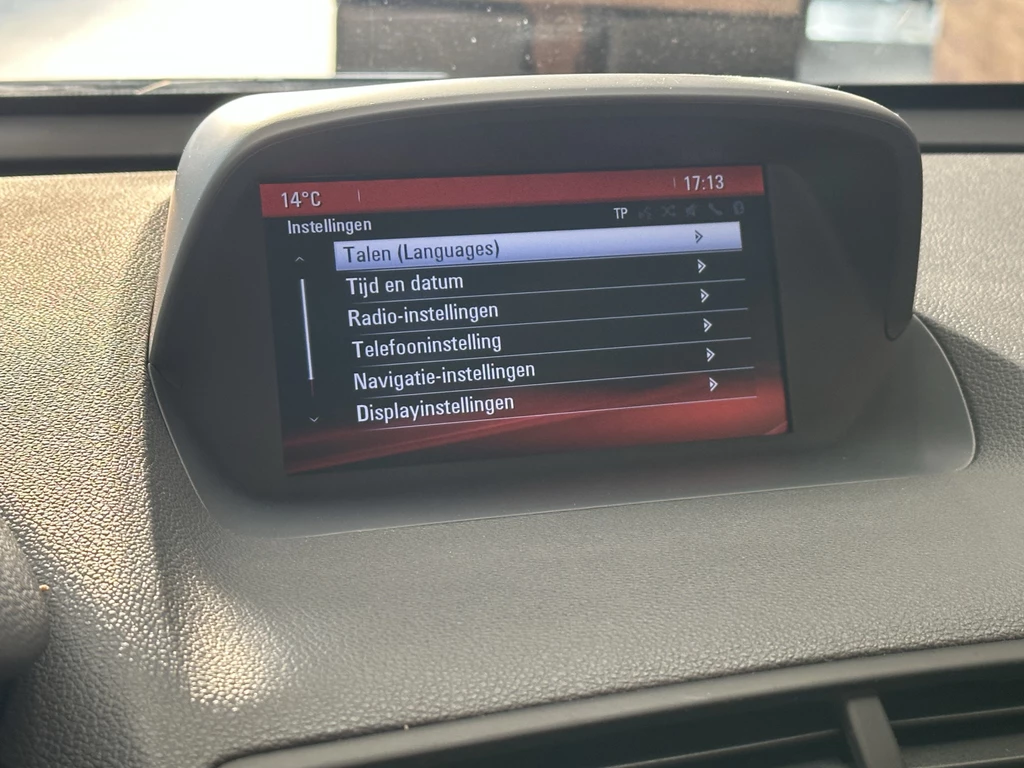 14°C 17:13
Instellingen TP
Talen (Languages)
Tijd en datum
Radio-instellingen
Telefooninstelling
Navigatie-instellingen
Displayinstellingen